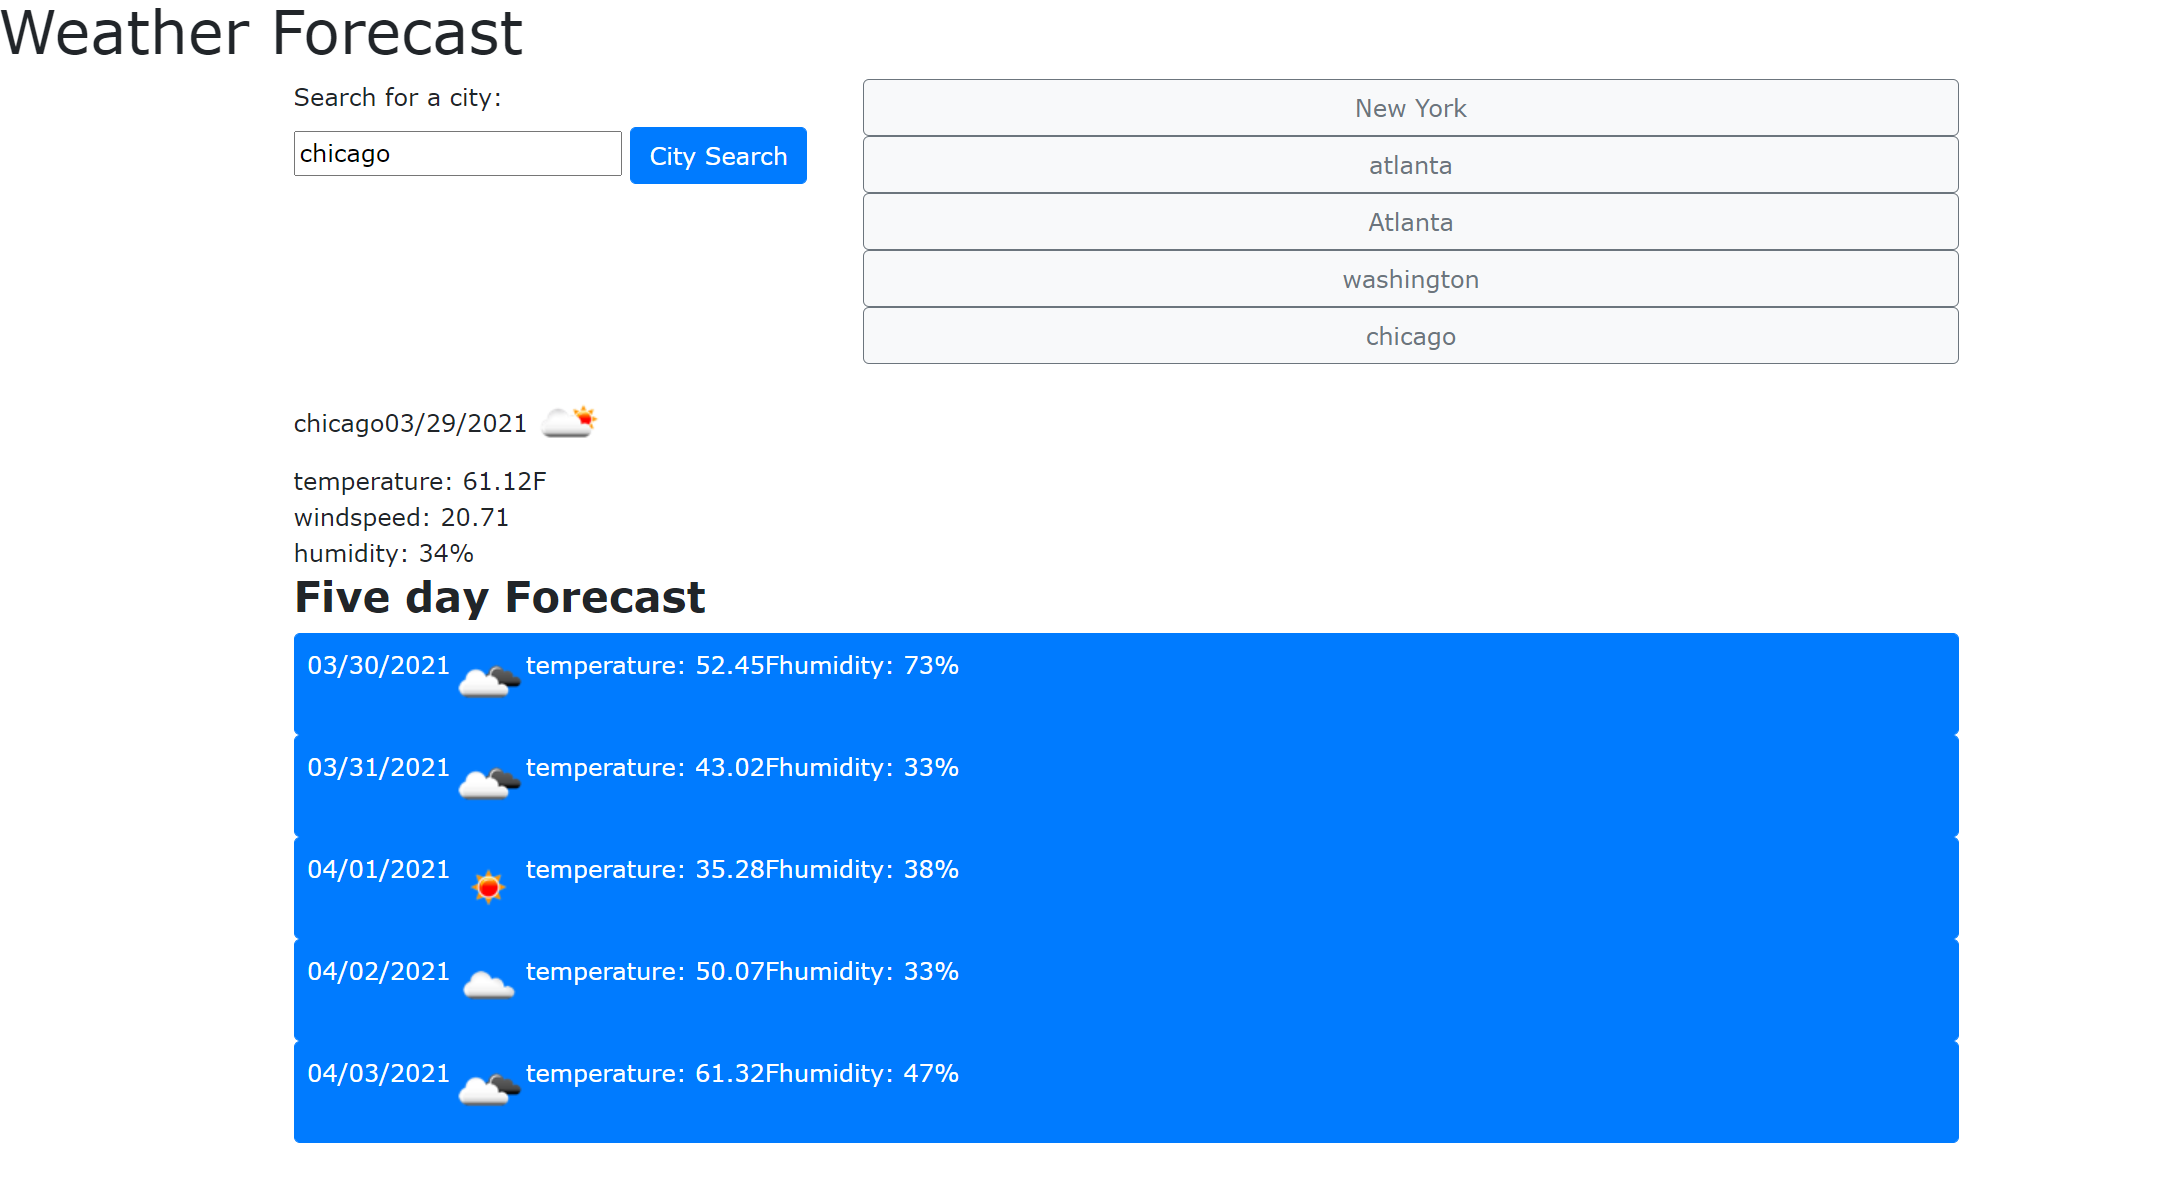 Weather Forecast
Search for a city:
chicago
City Search
New York
atlanta
Atlanta
washington
chicago
chicago03/29/2021
temperature: 61.12F
windspeed: 20.71
humidity: 34%
Five day Forecast
03/30/2021 temperature: 52.45Fhumidity: 73%
03/31/2021 temperature: 43.02Fhumidity: 33%
04/01/2021 temperature: 35.28Fhumidity: 38%
04/02/2021 temperature: 50.07Fhumidity: 33%
04/03/2021 temperature: 61.32Fhumidity: 47%